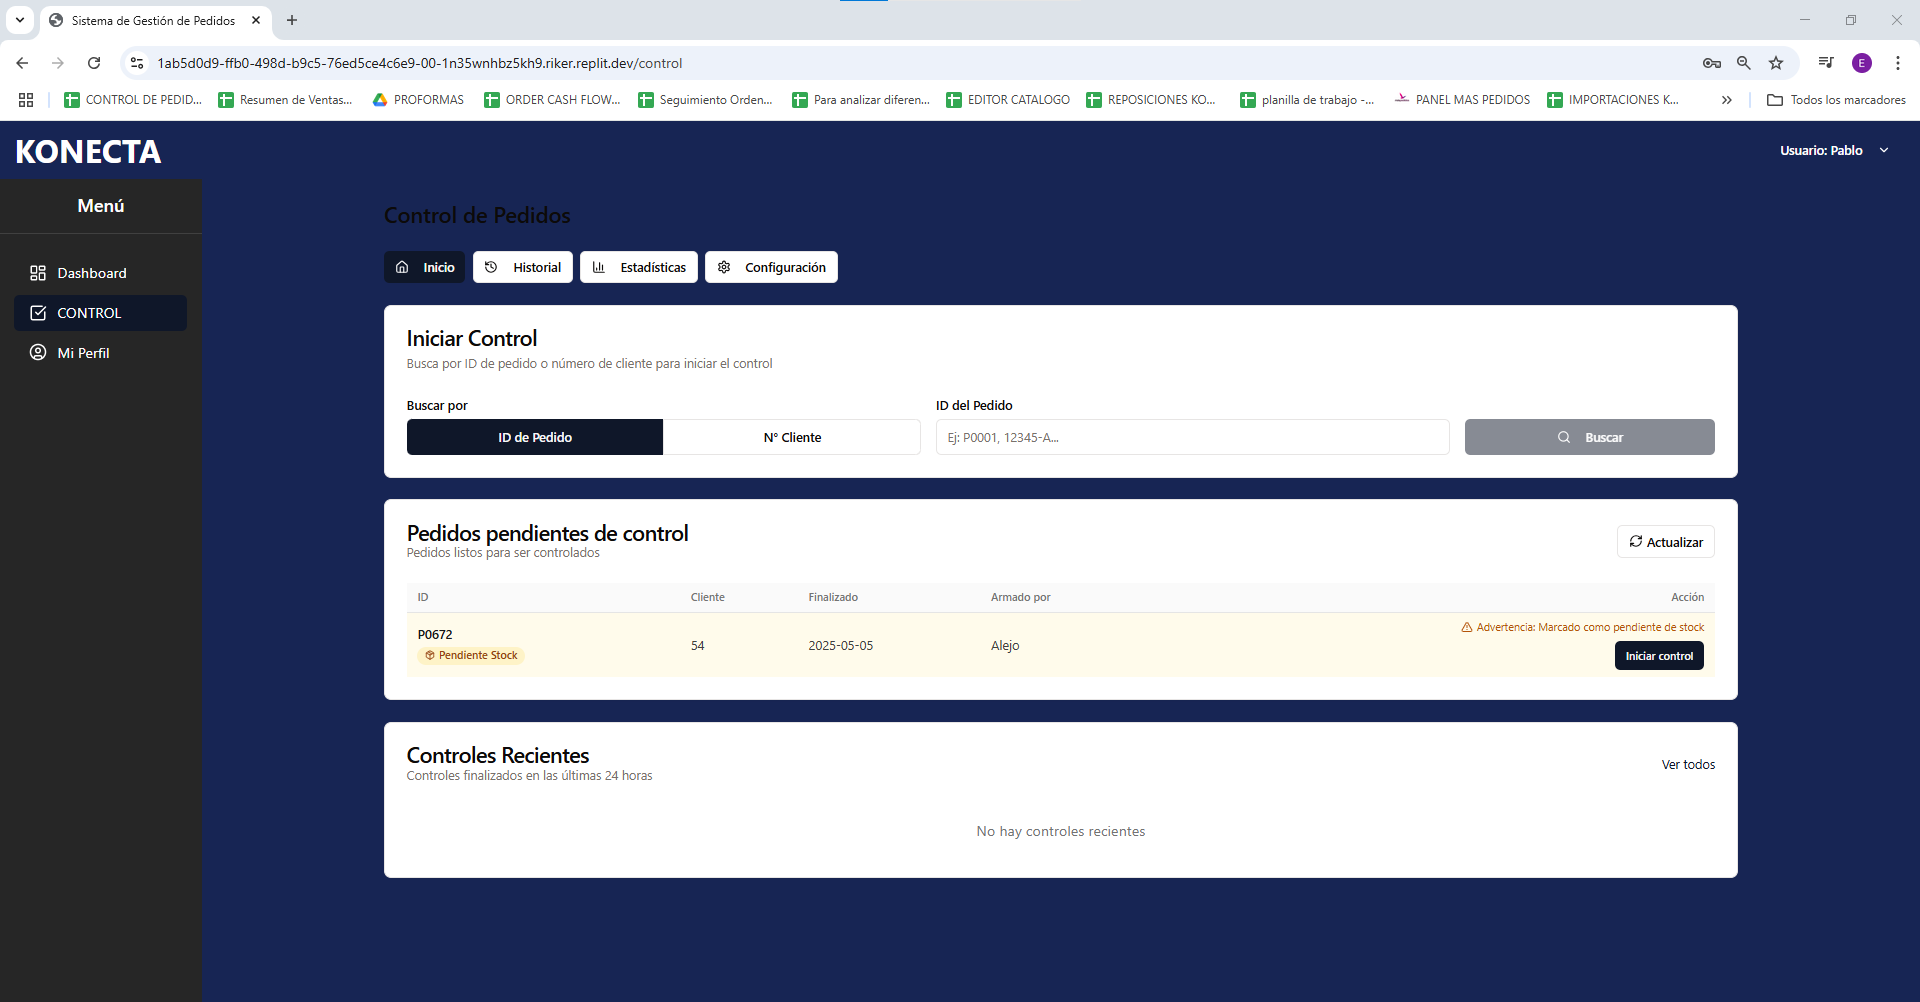 Sistema de Gestión de Pedidos
1ab5d0d9-ffb0-498d-b9c5-76ed5ce4c6e9-00-1n35wnhbz5kh9.riker.replit.dev/control
E
CONTROL DE PEDID...
Resumen de Ventas...
PROFORMAS
ORDER CASH FLOW...
Seguimiento Orden...
Para analizar diferen...
EDITOR CATALOGO
REPOSICIONES KO...
planilla de trabajo -...
PANEL MAS PEDIDOS
IMPORTACIONES K...
Todos los marcadores
KONECTA
Usuario: Pablo
Menú
Dashboard
CONTROL
Mi Perfil
Control de Pedidos
Inicio
Historial
Estadísticas
Configuración
Iniciar Control
Busca por ID de pedido o número de cliente para iniciar el control
Buscar por
ID del Pedido
ID de Pedido
N° Cliente
Ej: P0001, 12345-A...
Buscar
Pedidos pendientes de control
Pedidos listos para ser controlados
Actualizar
ID Cliente Finalizado Armado por Acción
P0672
Pendiente Stock
54
2025-05-05
Alejo
Advertencia: Marcado como pendiente de stock
Iniciar control
Controles Recientes
Controles finalizados en las últimas 24 horas
Ver todos
No hay controles recientes